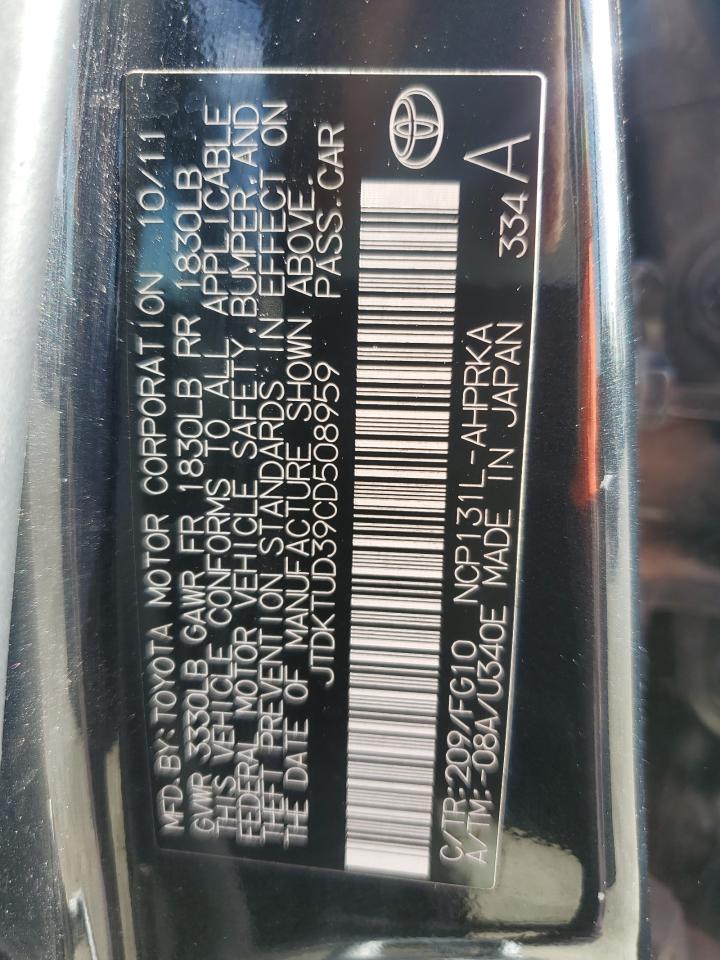 MFD.BY:TOYOTA MOTOR CORPORATION 10/11
GVWR 3330LB GAWR FR 1830LB RR 1830LB
THIS VEHICLE CONFORMS TO ALL APPLICABLE
FEDERAL MOTOR VEHICLE SAFETY,BUMPER,AND
THEFT PREVENTION STANDARDS IN EFFECT ON
THE DATE OF MANUFACTURE SHOWN ABOVE.
JTDKTUD39CD508959 PASS.CAR
C/TR:209/FG10 NCP131L-AHPRKA 334A
A/TM:-08A/U340E MADE IN JAPAN